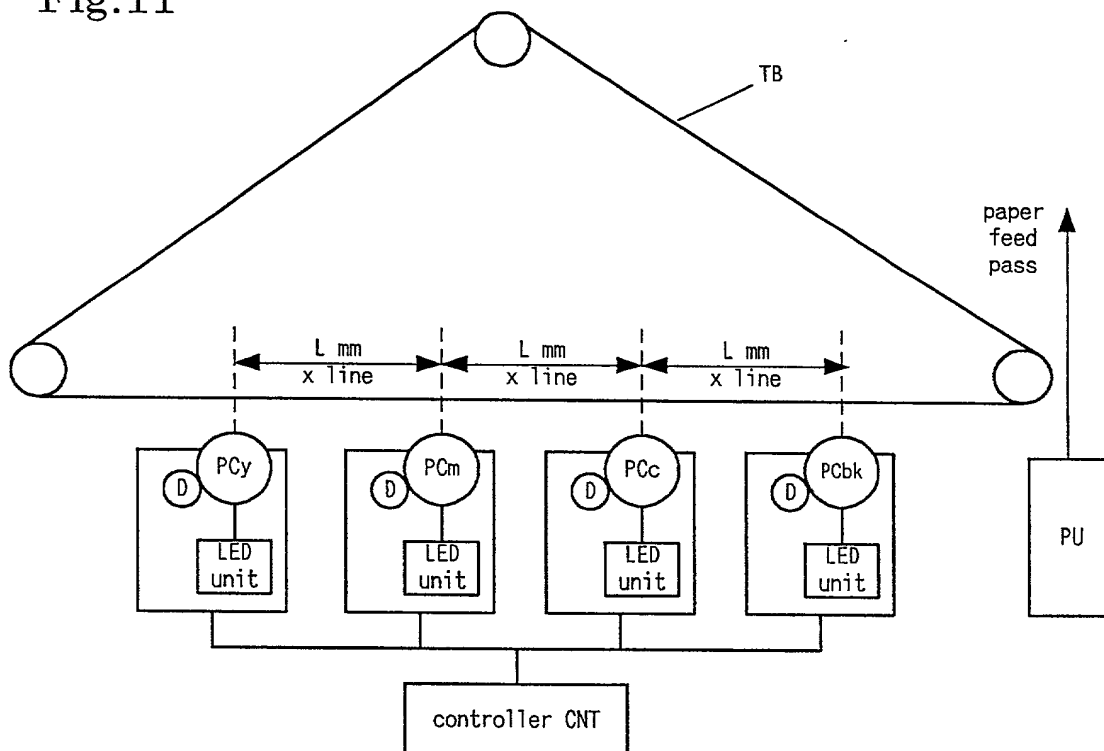 Fig.11
TB
paper
feed
pass
L mm
x line
L mm
x line
L mm
x line
PCy
D
LED
unit
PCm
D
LED
unit
PCc
D
LED
unit
PCbk
D
LED
unit
PU
controller CNT